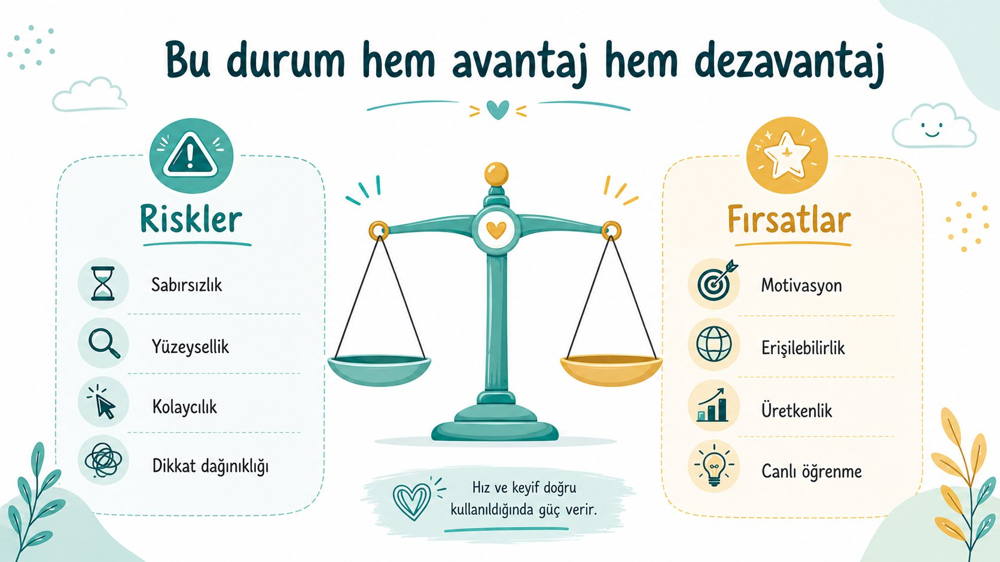 Bu durum hem avantaj hem dezavantaj
Riskler
Sabırsızlık
Yüzeysellik
Kolaycılık
Dikkat dağınıklığı
Hız ve keyif doğru
kullanıldığında güç verir.
Fırsatlar
Motivasyon
Erişilebilirlik
Üretkenlik
Canlı öğrenme